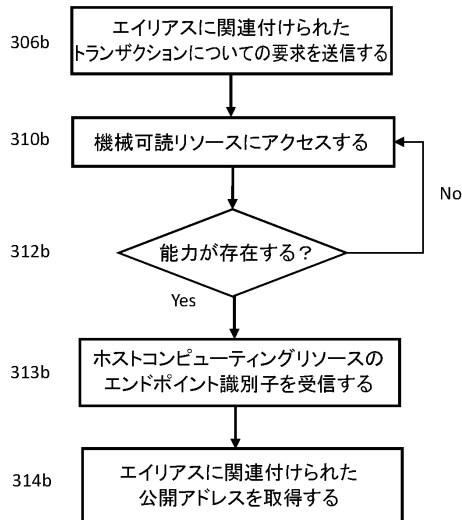 306b
エイリアスに関連付けられた
トランザクションについての要求を送信する
310b
機械可読リソースにアクセスする
No
312b
能力が存在する？
Yes
313b
ホストコンピューティングリソースの
エンドポイント識別子を受信する
314b
エイリアスに関連付けられた
公開アドレスを取得する